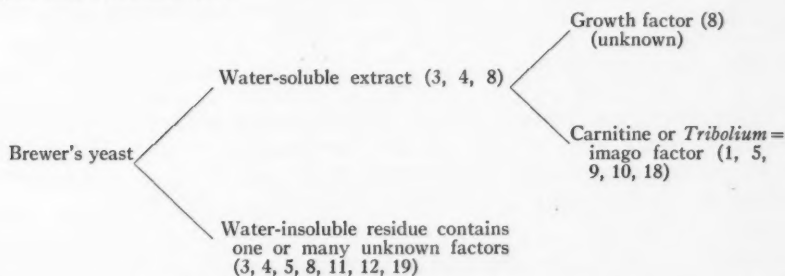 Growth factor (8)
(unknown)
Water-soluble extract (3, 4, 8)
Carnitine or Tribolium=
imago factor (1, 5,
9, 10, 18)
Brewer's yeast
Water-insoluble residue contains
one or many unknown factors
(3, 4, 5, 8, 11, 12, 19)